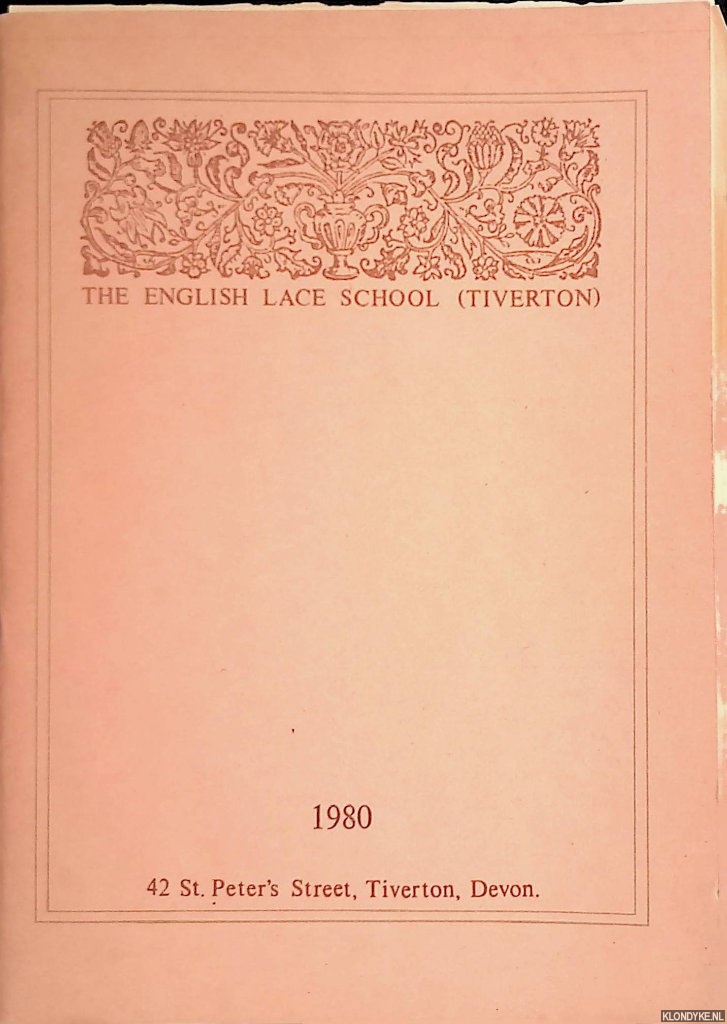 THE ENGLISH LACE SCHOOL (TIVERTON)
1980
42 St. Peter's Street, Tiverton, Devon.
KLONDYKE.NL